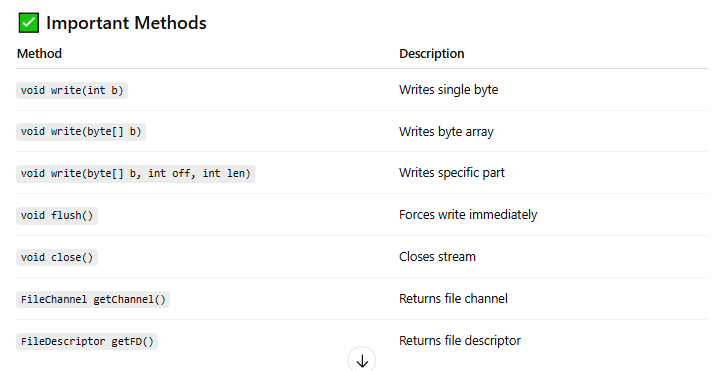 ✅ Important Methods
Method Description
void write(int b) Writes single byte
void write(byte[] b) Writes byte array
void write(byte[] b, int off, int len) Writes specific part
void flush() Forces write immediately
void close() Closes stream
FileChannel getChannel() Returns file channel
FileDescriptor getFD() Returns file descriptor